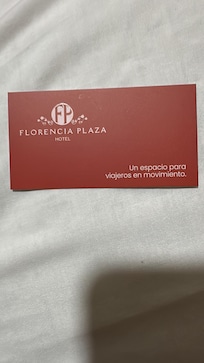 FP
FLORENCIA PLAZA
HOTEL
Un espacio para
viajeros en movimiento.